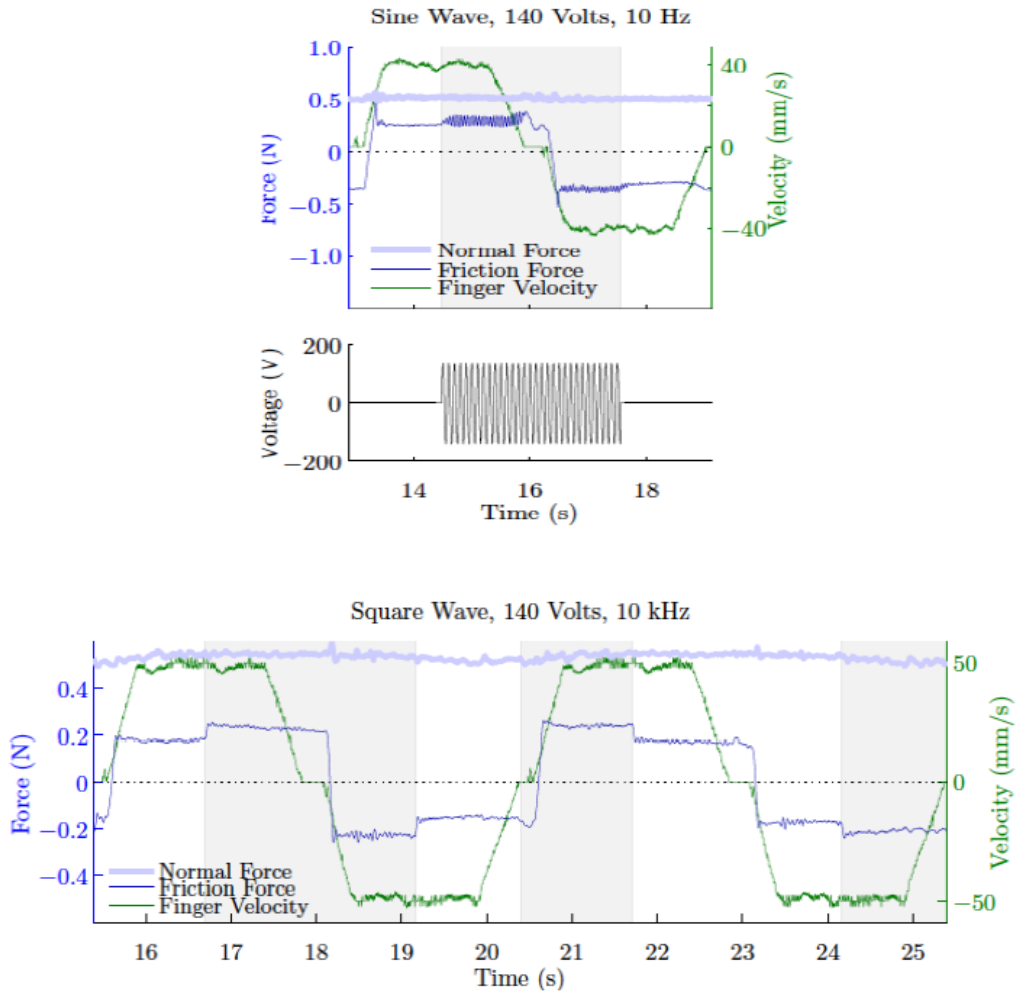 Sine Wave, 140 Volts, 10 Hz
1.0
0.5
0
−0.5
−1.0
Force (N)
40
0
−40
Velocity (mm/s)
Normal Force
Friction Force
Finger Velocity
200
0
−200
Voltage (V)
14 16 18
Time (s)
Square Wave, 140 Volts, 10 kHz
0.4
0.2
0
−0.2
−0.4
Force (N)
50
0
−50
Velocity (mm/s)
Normal Force
Friction Force
Finger Velocity
16 17 18 19 20 21 22 23 24 25
Time (s)